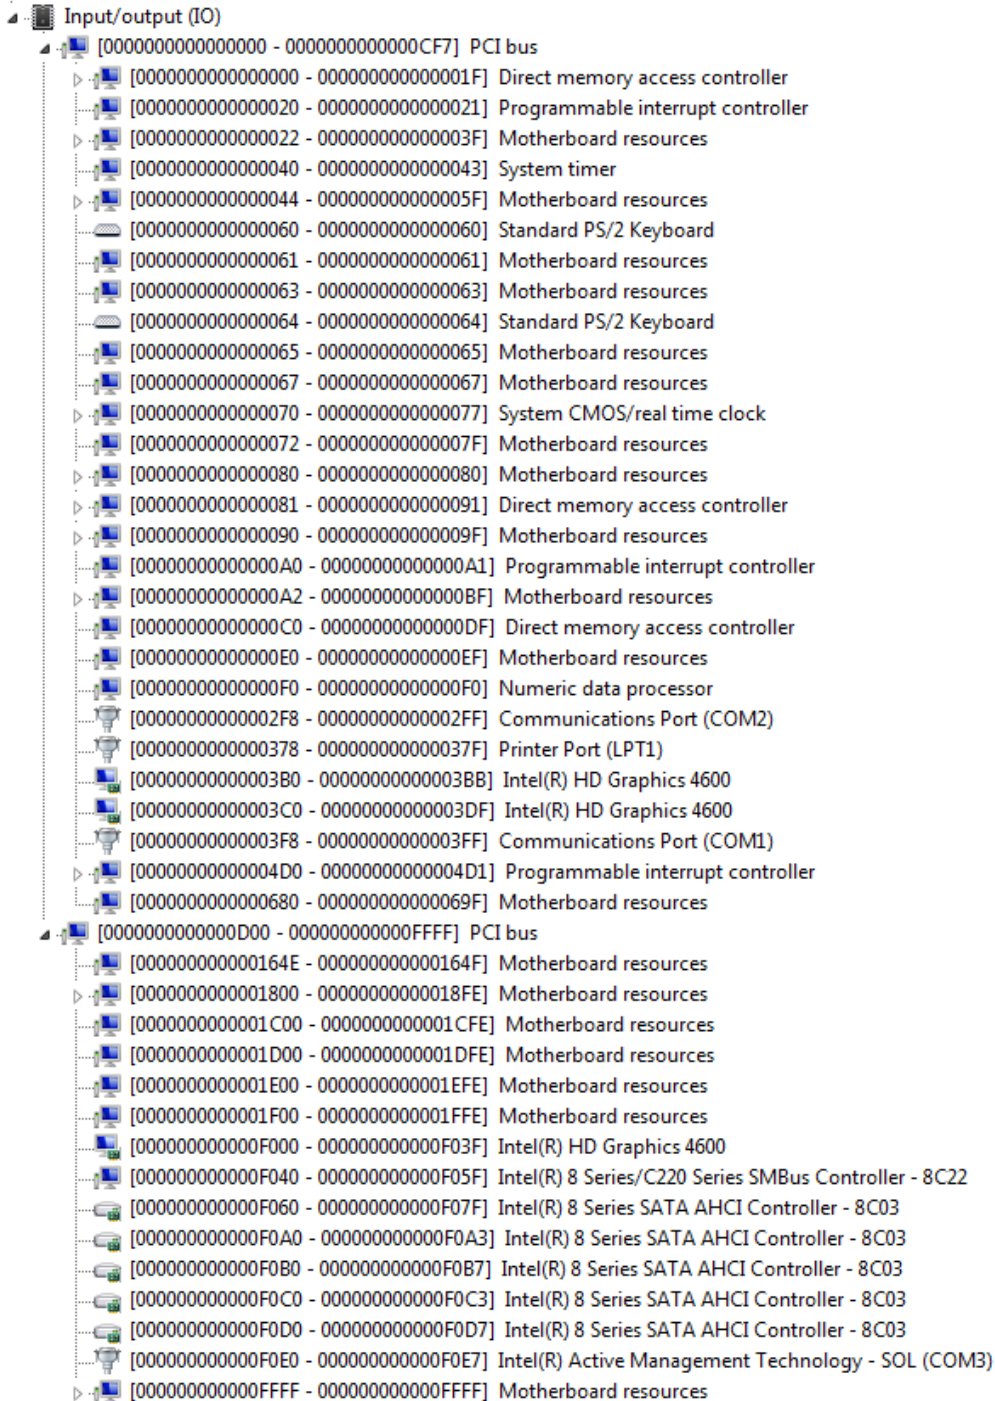 Input/output (IO)
[0000000000000000 - 0000000000000CF7] PCI bus
[0000000000000000 - 000000000000001F] Direct memory access controller
[0000000000000020 - 0000000000000021] Programmable interrupt controller
[0000000000000022 - 000000000000003F] Motherboard resources
[0000000000000040 - 0000000000000043] System timer
[0000000000000044 - 000000000000005F] Motherboard resources
[0000000000000060 - 0000000000000060] Standard PS/2 Keyboard
[0000000000000061 - 0000000000000061] Motherboard resources
[0000000000000063 - 0000000000000063] Motherboard resources
[0000000000000064 - 0000000000000064] Standard PS/2 Keyboard
[0000000000000065 - 0000000000000065] Motherboard resources
[0000000000000067 - 0000000000000067] Motherboard resources
[0000000000000070 - 0000000000000077] System CMOS/real time clock
[0000000000000072 - 000000000000007F] Motherboard resources
[0000000000000080 - 0000000000000080] Motherboard resources
[0000000000000081 - 0000000000000091] Direct memory access controller
[0000000000000090 - 000000000000009F] Motherboard resources
[00000000000000A0 - 00000000000000A1] Programmable interrupt controller
[00000000000000A2 - 00000000000000BF] Motherboard resources
[00000000000000C0 - 00000000000000DF] Direct memory access controller
[00000000000000E0 - 00000000000000EF] Motherboard resources
[00000000000000F0 - 00000000000000F0] Numeric data processor
[00000000000002F8 - 00000000000002FF] Communications Port (COM2)
[0000000000000378 - 000000000000037F] Printer Port (LPT1)
[00000000000003B0 - 00000000000003BB] Intel(R) HD Graphics 4600
[00000000000003C0 - 00000000000003DF] Intel(R) HD Graphics 4600
[00000000000003F8 - 00000000000003FF] Communications Port (COM1)
[00000000000004D0 - 00000000000004D1] Programmable interrupt controller
[0000000000000680 - 000000000000069F] Motherboard resources
[0000000000000D00 - 000000000000FFFF] PCI bus
[000000000000164E - 000000000000164F] Motherboard resources
[0000000000001800 - 00000000000018FE] Motherboard resources
[0000000000001C00 - 0000000000001CFE] Motherboard resources
[0000000000001D00 - 0000000000001DFE] Motherboard resources
[0000000000001E00 - 0000000000001EFE] Motherboard resources
[0000000000001F00 - 0000000000001FFE] Motherboard resources
[000000000000F000 - 000000000000F03F] Intel(R) HD Graphics 4600
[000000000000F040 - 000000000000F05F] Intel(R) 8 Series/C220 Series SMBus Controller - 8C22
[000000000000F060 - 000000000000F07F] Intel(R) 8 Series SATA AHCI Controller - 8C03
[000000000000F0A0 - 000000000000F0A3] Intel(R) 8 Series SATA AHCI Controller - 8C03
[000000000000F0B0 - 000000000000F0B7] Intel(R) 8 Series SATA AHCI Controller - 8C03
[000000000000F0C0 - 000000000000F0C3] Intel(R) 8 Series SATA AHCI Controller - 8C03
[000000000000F0D0 - 000000000000F0D7] Intel(R) 8 Series SATA AHCI Controller - 8C03
[000000000000F0E0 - 000000000000F0E7] Intel(R) Active Management Technology - SOL (COM3)
[000000000000FFFF - 000000000000FFFF] Motherboard resources